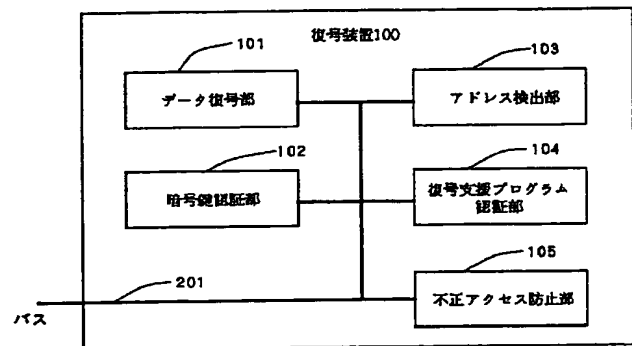 復号装置100
101
データ復号部
103
アドレス検出部
102
暗号鍵認証部
104
復号支援プログラム
認証部
105
不正アクセス防止部
201
バス